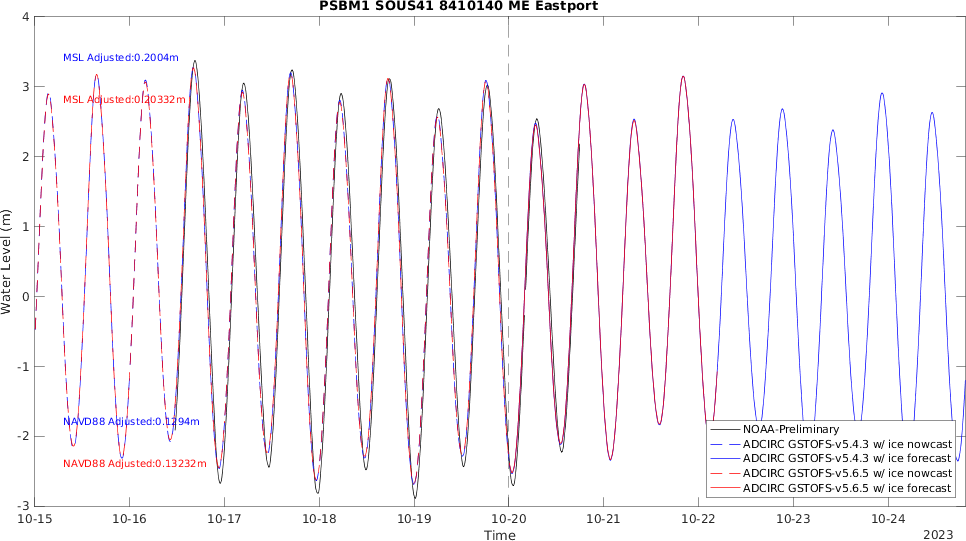 PSBM1 SOUS41 8410140 ME Eastport
4
3
2
1
0
-1
-2
-3
Water Level (m)
MSL Adjusted:0.2004m
MSL Adjusted:0.20332m
NAVD88 Adjusted:0.1294m
NAVD88 Adjusted:0.13232m
NOAA-Preliminary
ADCIRC GSTOFS-v5.4.3 w/ ice nowcast
ADCIRC GSTOFS-v5.4.3 w/ ice forecast
ADCIRC GSTOFS-v5.6.5 w/ ice nowcast
ADCIRC GSTOFS-v5.6.5 w/ ice forecast
10-15 10-16 10-17 10-18 10-19 10-20 10-21 10-22 10-23 10-24
Time
2023